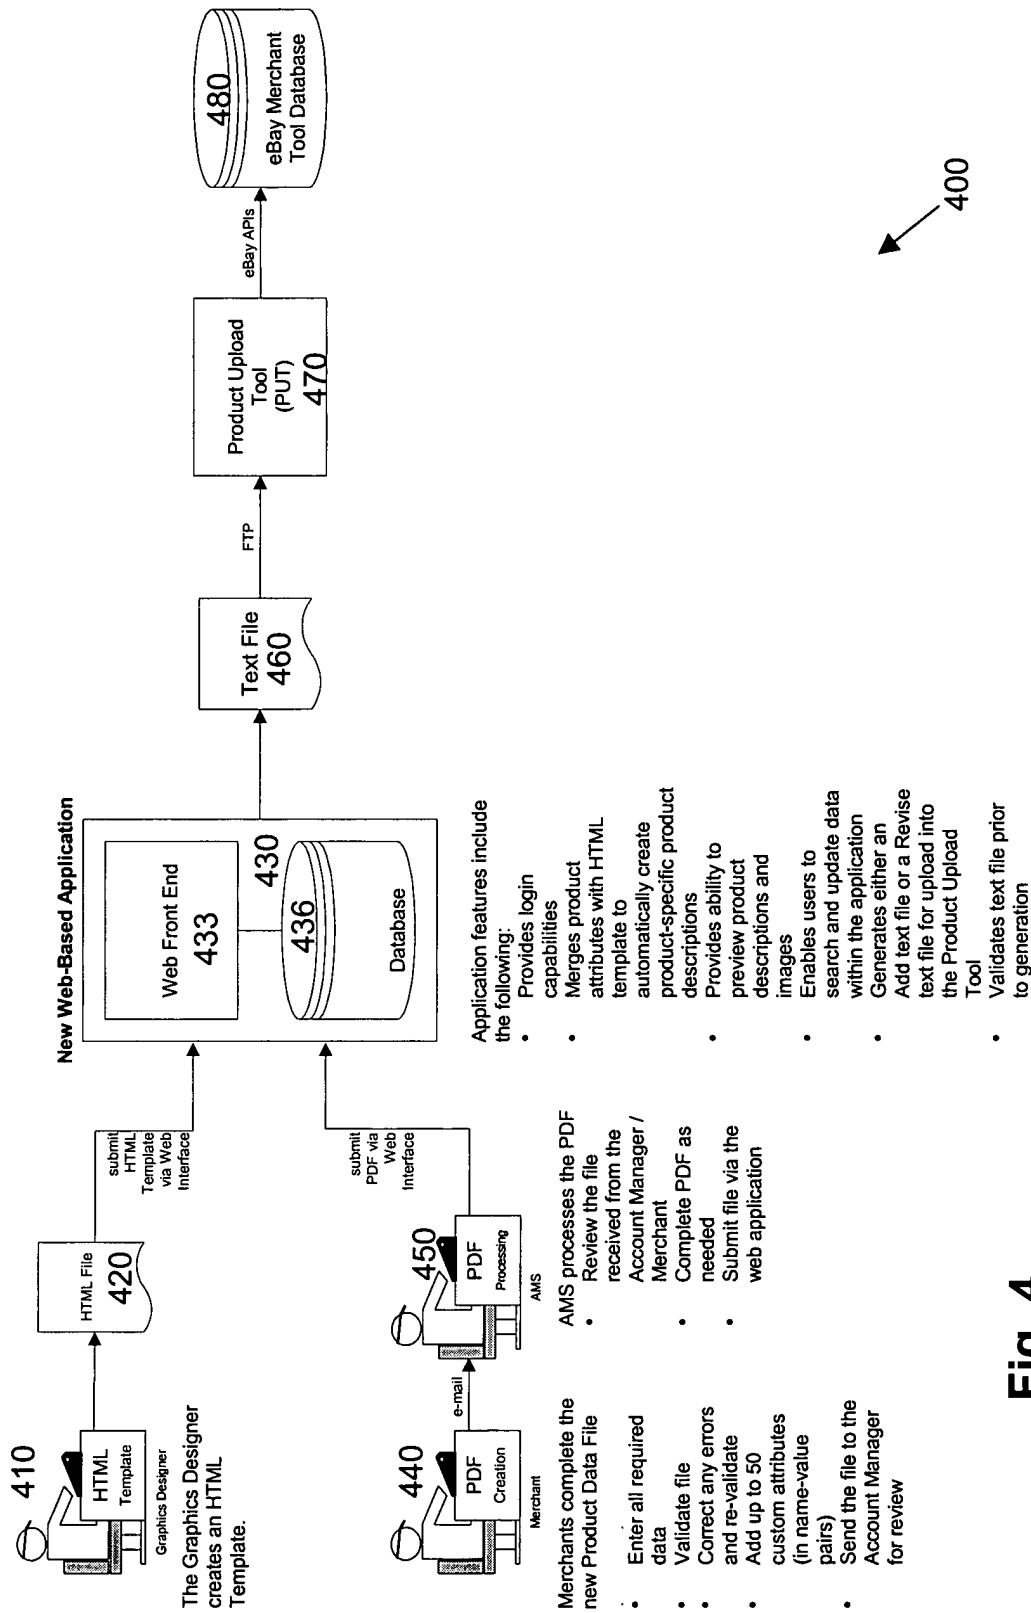 410
HTML
Template
Graphics Designer
The Graphics Designer
creates an HTML
Template.
HTML File
420
submit
HTML
Template
via Web
Interface
440
PDF
Creation
Merchant
e-mail
450
PDF
Processing
AMS
submit
PDF via
Web
Interface
Merchants complete the
new Product Data File
• Enter all required
data
• Validate file
• Correct any errors
and re-validate
• Add up to 50
custom attributes
(in name-value
pairs)
• Send the file to the
Account Manager
for review
AMS processes the PDF
• Review the file
received from the
Account Manager /
Merchant
• Complete PDF as
needed
• Submit file via the
web application
New Web-Based Application
Web Front End
433
430
436
Database
Application features include
the following:
• Provides login
capabilities
• Merges product
attributes with HTML
template to
automatically create
product-specific product
descriptions
• Provides ability to
preview product
descriptions and
images
• Enables users to
search and update data
within the application
• Generates either an
Add text file or a Revise
text file for upload into
the Product Upload
Tool
• Validates text file prior
to generation
Text File
460
FTP
Product Upload
Tool
(PUT)
470
eBay APIs
480
eBay Merchant
Tool Database
400
Fig. 4